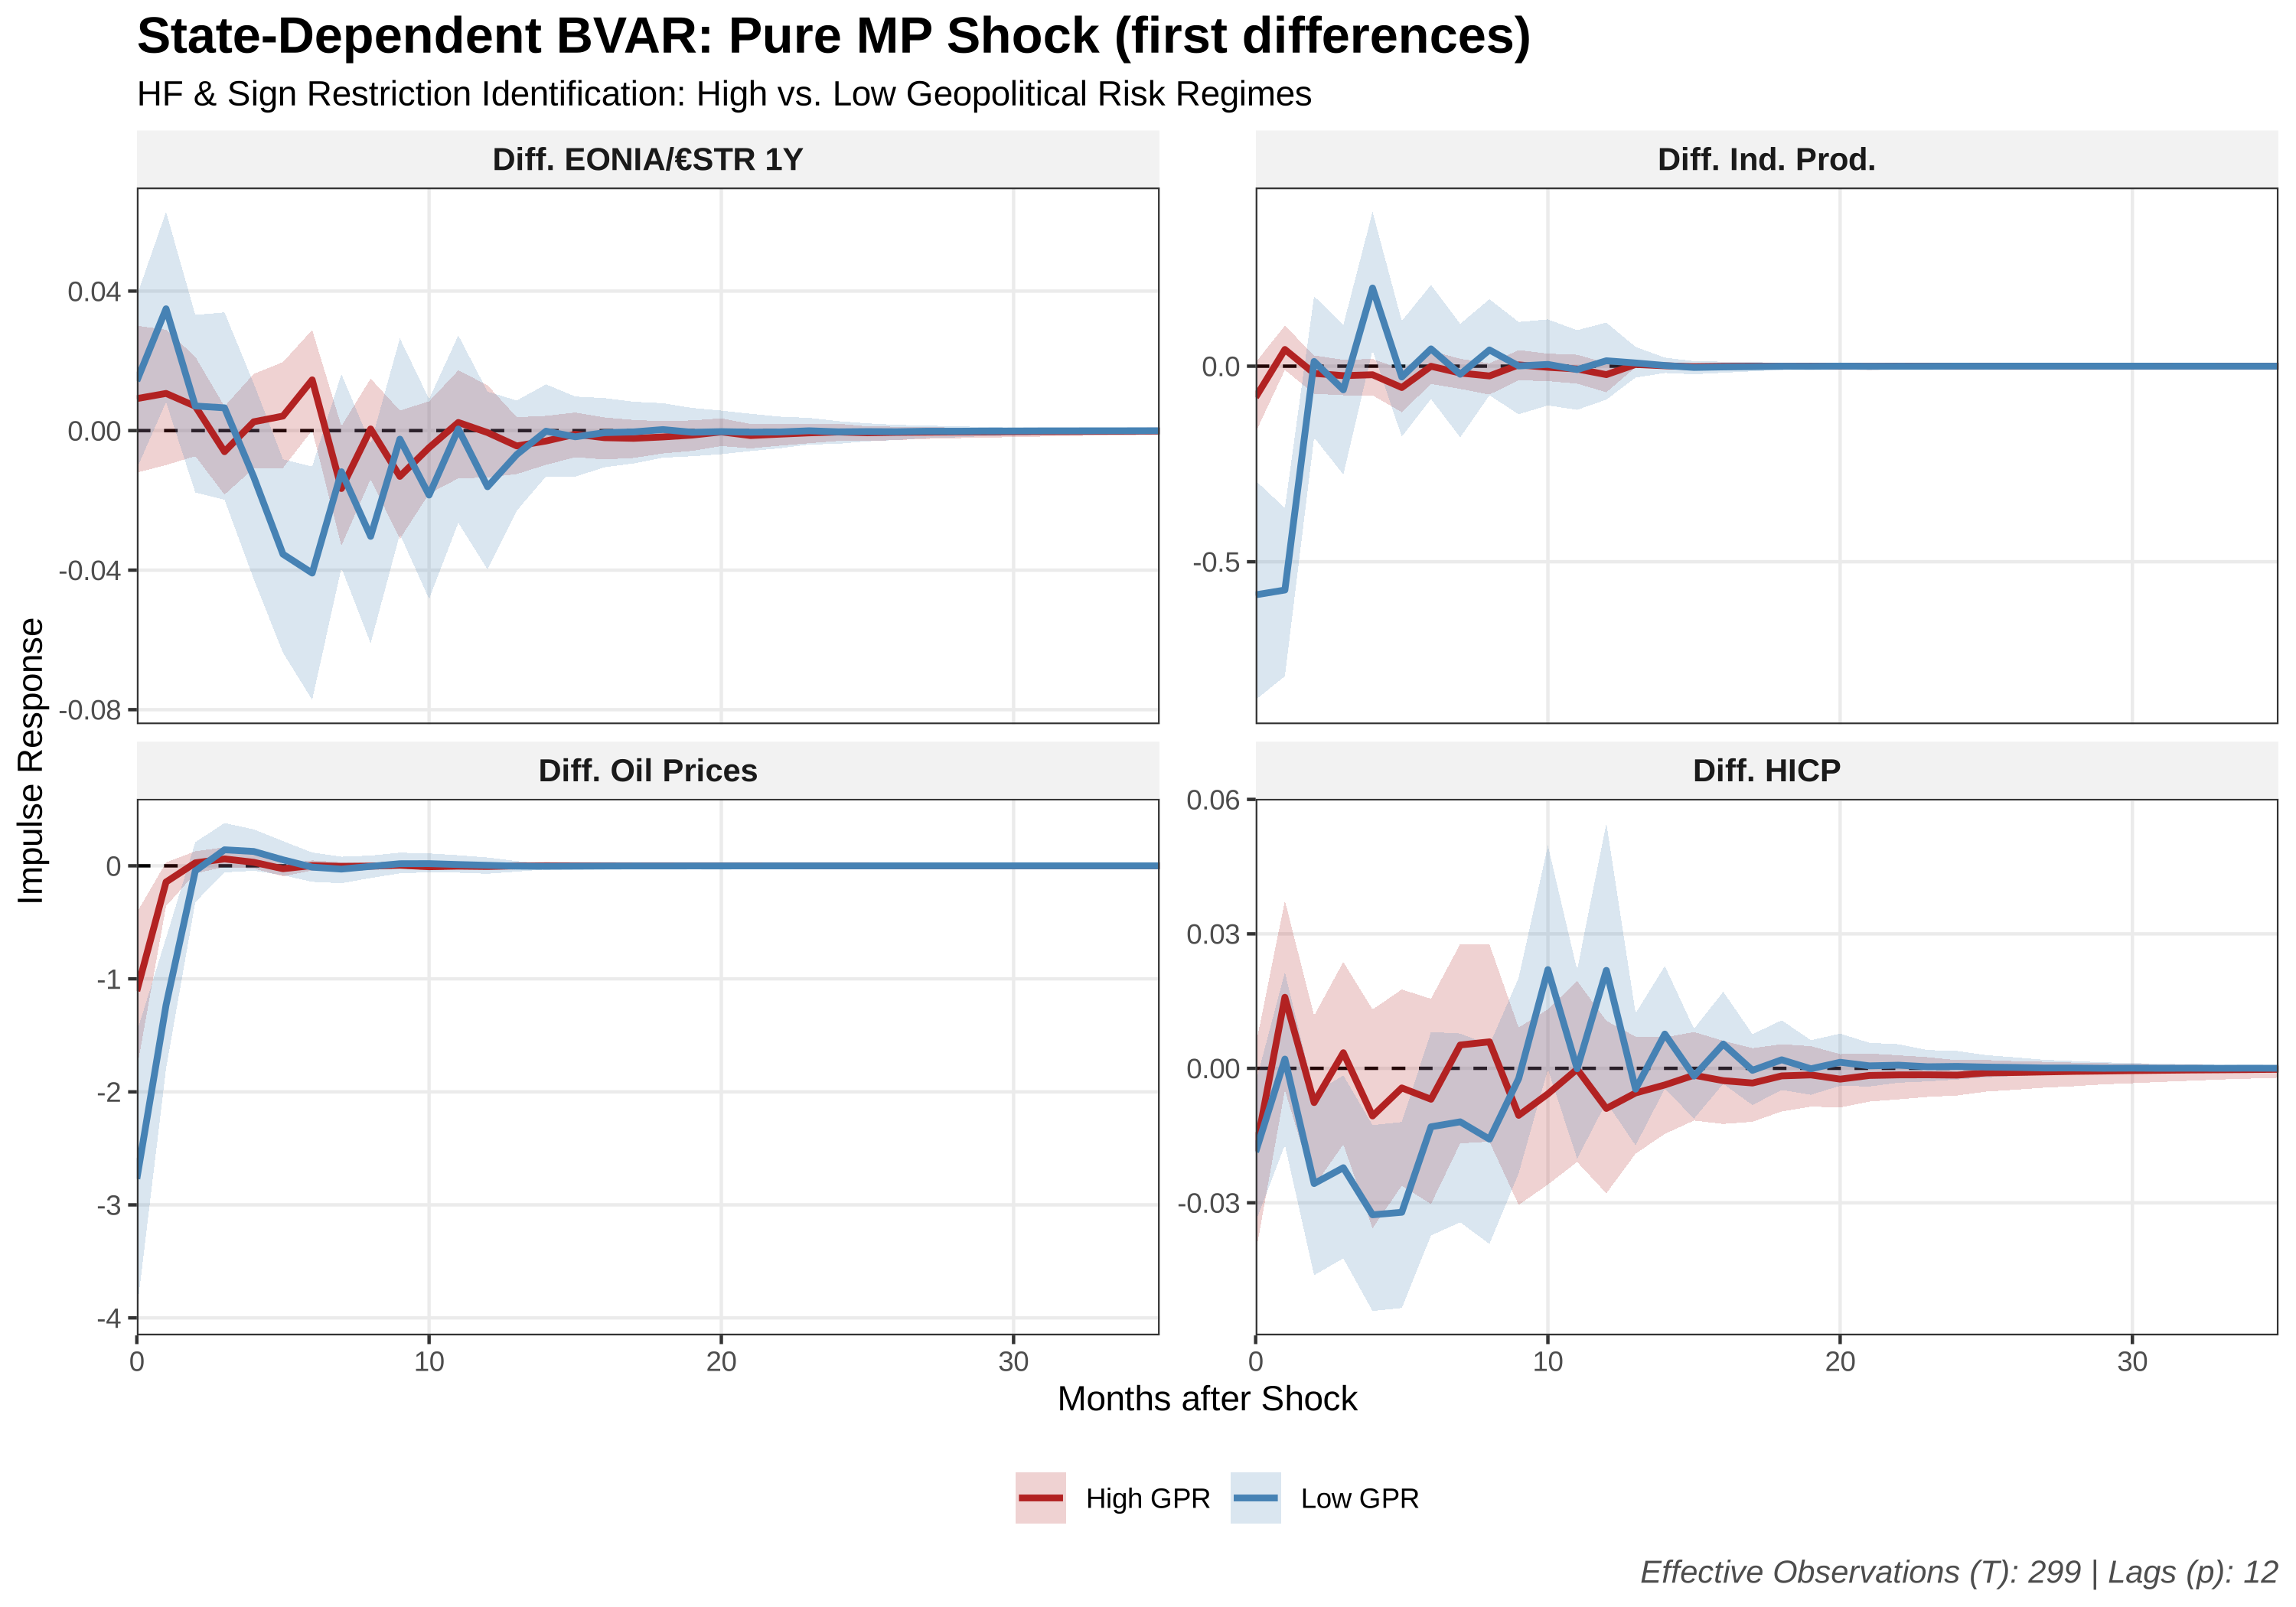 State-Dependent BVAR: Pure MP Shock (first differences)
HF & Sign Restriction Identification: High vs. Low Geopolitical Risk Regimes
Diff. EONIA/€STR 1Y
0.04
0.00
-0.04
-0.08
Diff. Ind. Prod.
0.0
-0.5
Impulse Response
Diff. Oil Prices
0
-1
-2
-3
-4
0 10 20 30
Diff. HICP
0.06
0.03
0.00
-0.03
0 10 20 30
Months after Shock
High GPR Low GPR
Effective Observations (T): 299 | Lags (p): 12